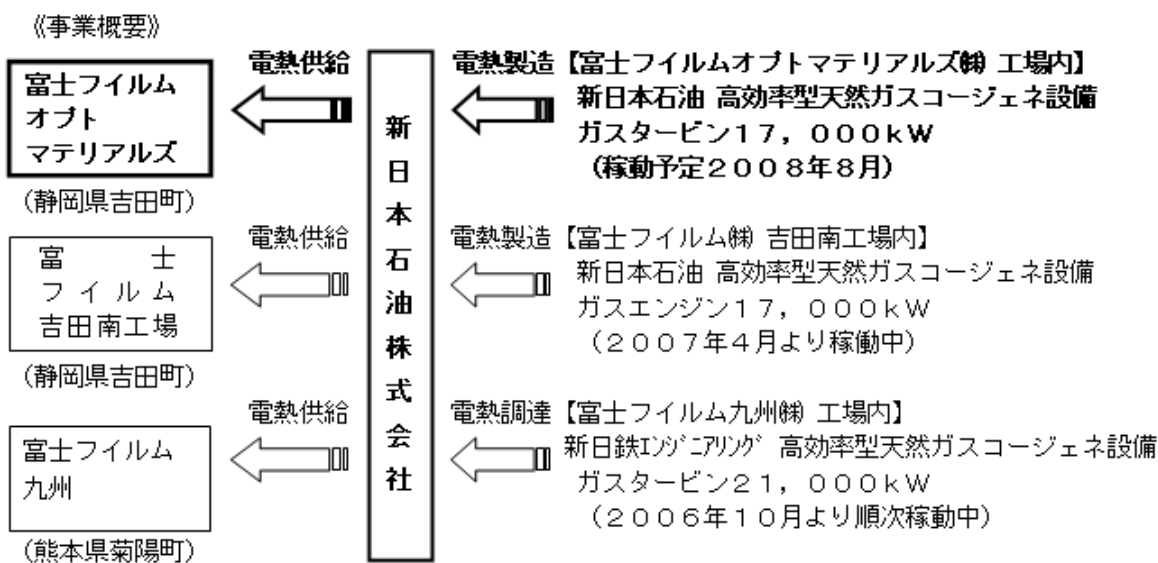 《事業概要》
電熱供給
電熱製造【富士フイルムオプトマテリアルズ㈱ 工場内】
富士フイルム
オプト
マテリアルズ
新日本石油 高効率型天然ガスコージェネ設備
ガスタービン17,000kW
(稼動予定2008年8月)
(静岡県吉田町)
新日本石油株式会社
電熱供給
電熱製造【富士フイルム㈱ 吉田南工場内】
富士
フイルム
吉田南工場
新日本石油 高効率型天然ガスコージェネ設備
ガスエンジン17,000kW
(2007年4月より稼働中)
(静岡県吉田町)
電熱供給
電熱調達【富士フイルム九州㈱ 工場内】
富士フイルム
九州
新日鉄エンジニアリング 高効率型天然ガスコージェネ設備
ガスタービン21,000kW
(2006年10月より順次稼動中)
(熊本県菊陽町)